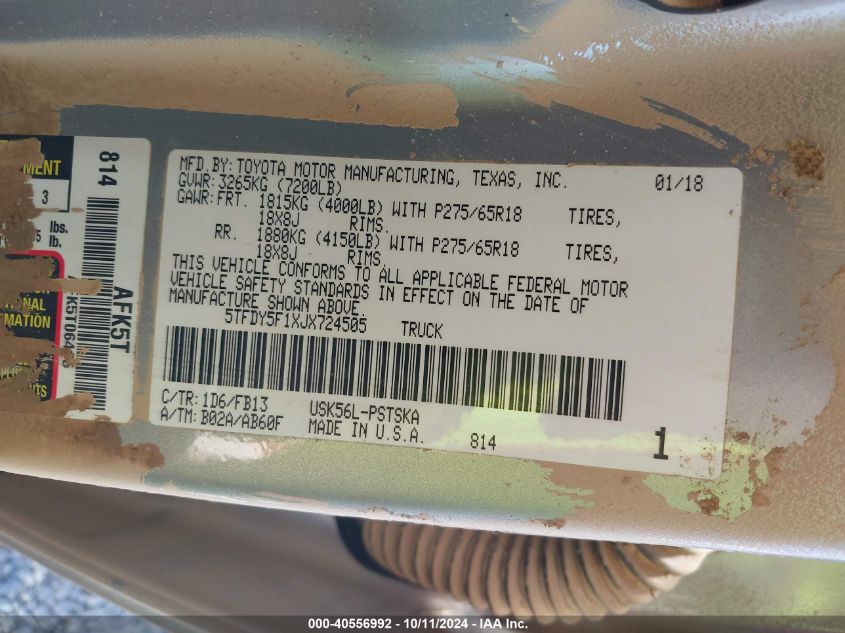 MFD. BY: TOYOTA MOTOR MANUFACTURING, TEXAS, INC. 01/18
GVWR: 3265KG (7200LB)
GAWR: FRT. 1815KG (4000LB) WITH P275/65R18 TIRES,
18X8J RIMS.
RR. 1880KG (4150LB) WITH P275/65R18 TIRES,
18X8J RIMS.
THIS VEHICLE CONFORMS TO ALL APPLICABLE FEDERAL MOTOR
VEHICLE SAFETY STANDARDS IN EFFECT ON THE DATE OF
MANUFACTURE SHOWN ABOVE.
5TFDY5F1XJX724505 TRUCK
C/TR: 1D6/FB13 USK56L-PSTSKA
A/TM: B02A/AB60F MADE IN U.S.A. 814 1
814
AFK5T
3
lbs.
lb.
000-40556992 - 10/11/2024 - IAA Inc.